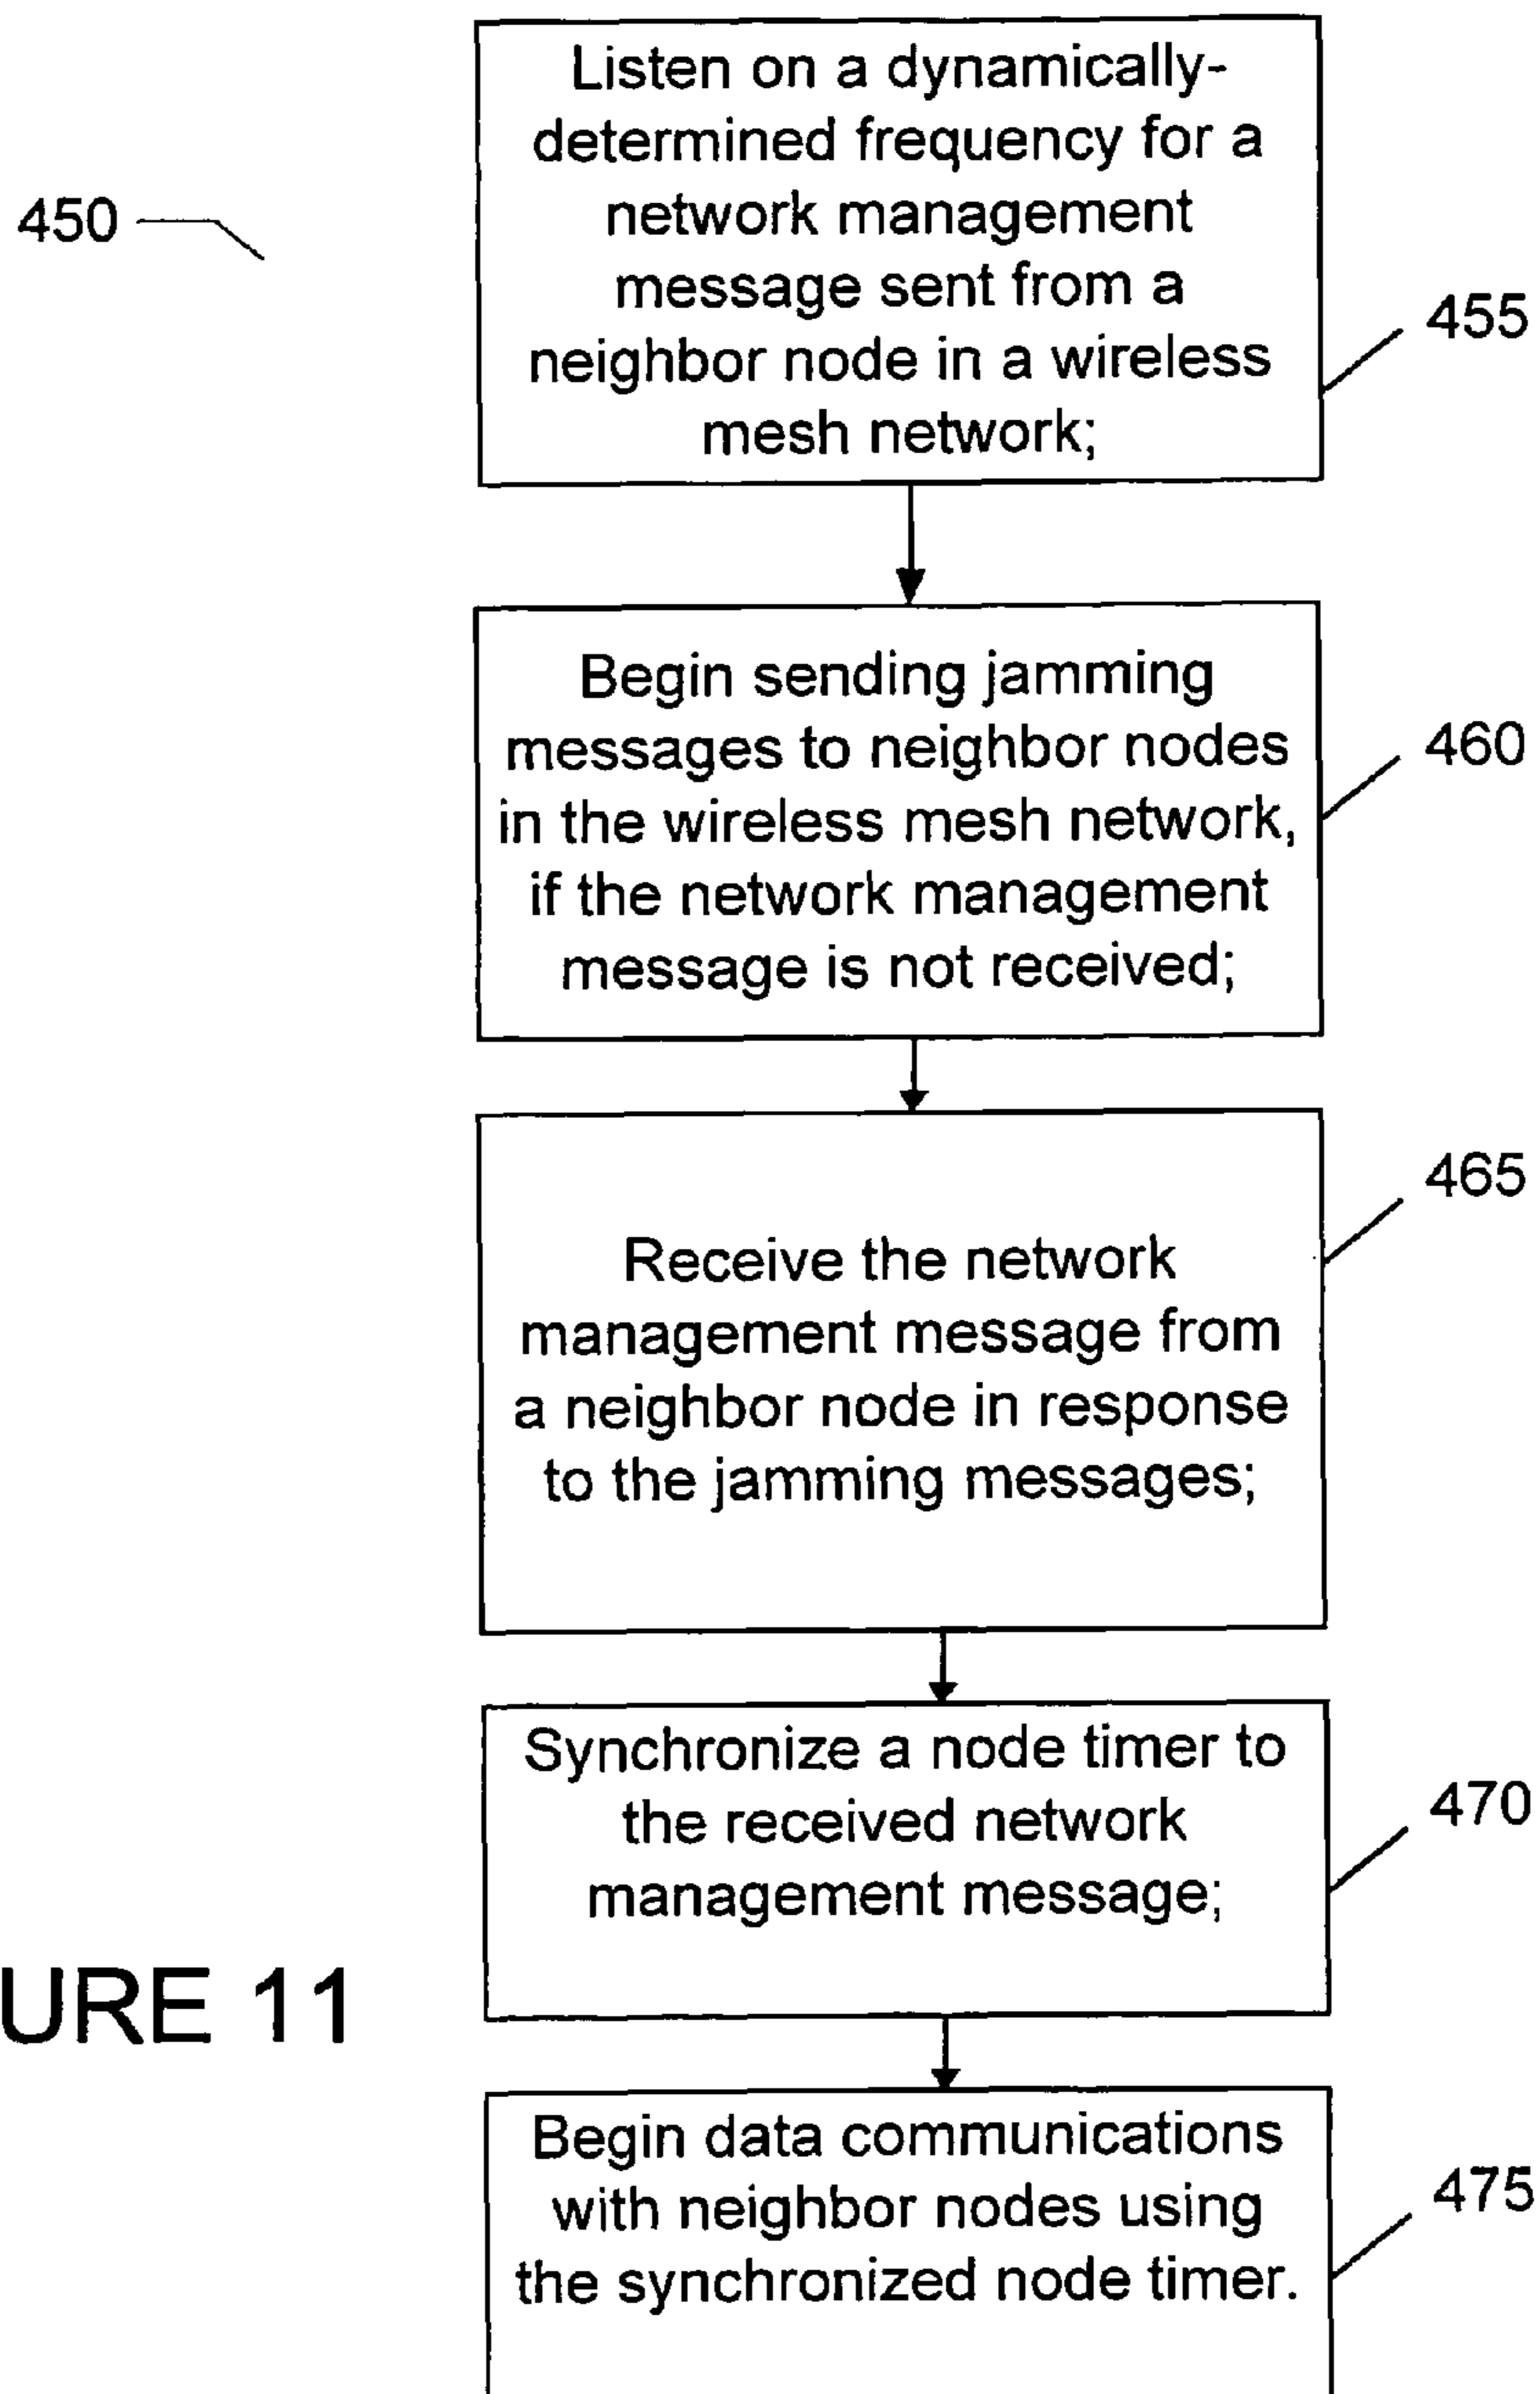 Listen on a dynamically-
determined frequency for a
network management
message sent from a
neighbor node in a wireless
mesh network;
450
455
Begin sending jamming
messages to neighbor nodes
in the wireless mesh network,
if the network management
message is not received;
460
Receive the network
management message from
a neighbor node in response
to the jamming messages;
465
Synchronize a node timer to
the received network
management message;
470
URE 11
Begin data communications
with neighbor nodes using
the synchronized node timer.
475